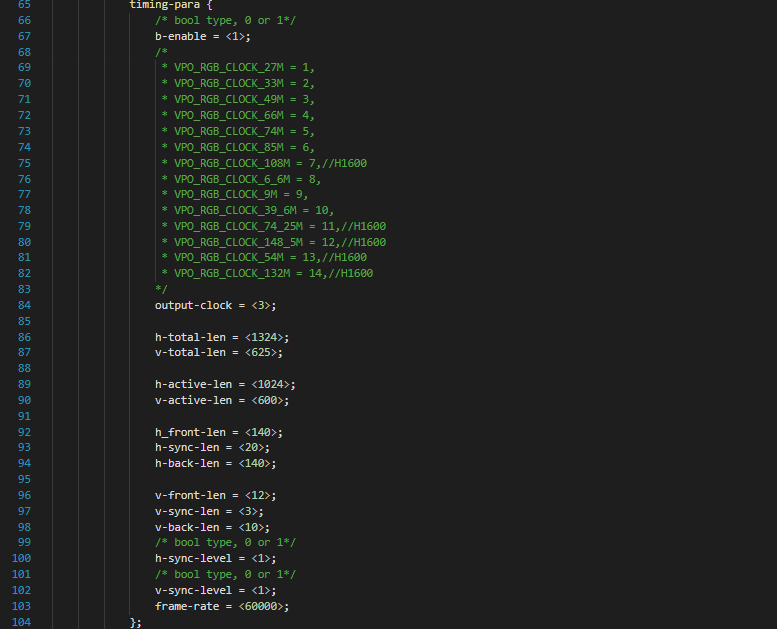 65 timing-para {
66 /* bool type, 0 or 1*/
67 b-enable = <1>;
68 /*
69 * VPO_RGB_CLOCK_27M = 1,
70 * VPO_RGB_CLOCK_33M = 2,
71 * VPO_RGB_CLOCK_49M = 3,
72 * VPO_RGB_CLOCK_66M = 4,
73 * VPO_RGB_CLOCK_74M = 5,
74 * VPO_RGB_CLOCK_85M = 6,
75 * VPO_RGB_CLOCK_108M = 7,//H1600
76 * VPO_RGB_CLOCK_6_6M = 8,
77 * VPO_RGB_CLOCK_9M = 9,
78 * VPO_RGB_CLOCK_39_6M = 10,
79 * VPO_RGB_CLOCK_74_25M = 11,//H1600
80 * VPO_RGB_CLOCK_148_5M = 12,//H1600
81 * VPO_RGB_CLOCK_54M = 13,//H1600
82 * VPO_RGB_CLOCK_132M = 14,//H1600
83 */
84 output-clock = <3>;
85
86 h-total-len = <1324>;
87 v-total-len = <625>;
88
89 h-active-len = <1024>;
90 v-active-len = <600>;
91
92 h_front-len = <140>;
93 h-sync-len = <20>;
94 h-back-len = <140>;
95
96 v-front-len = <12>;
97 v-sync-len = <3>;
98 v-back-len = <10>;
99 /* bool type, 0 or 1*/
100 h-sync-level = <1>;
101 /* bool type, 0 or 1*/
102 v-sync-level = <1>;
103 frame-rate = <60000>;
104 };